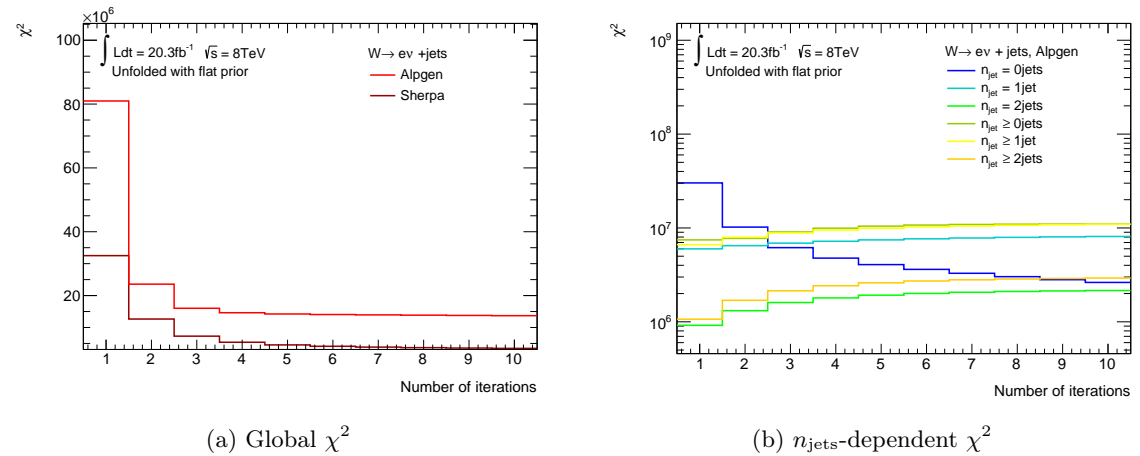 χ²
×10⁶
100
80
60
40
20
∫ Ldt = 20.3fb⁻¹ √s = 8TeV
Unfolded with flat prior
W→ eν +jets
Alpgen
Sherpa
1 2 3 4 5 6 7 8 9 10
Number of iterations
(a) Global χ²
χ²
10⁹
10⁸
10⁷
10⁶
∫ Ldt = 20.3fb⁻¹ √s = 8TeV
Unfolded with flat prior
W→ eν + jets, Alpgen
n_jet = 0jets
n_jet = 1jet
n_jet = 2jets
n_jet ≥ 0jets
n_jet ≥ 1jet
n_jet ≥ 2jets
1 2 3 4 5 6 7 8 9 10
Number of iterations
(b) n_jets-dependent χ²